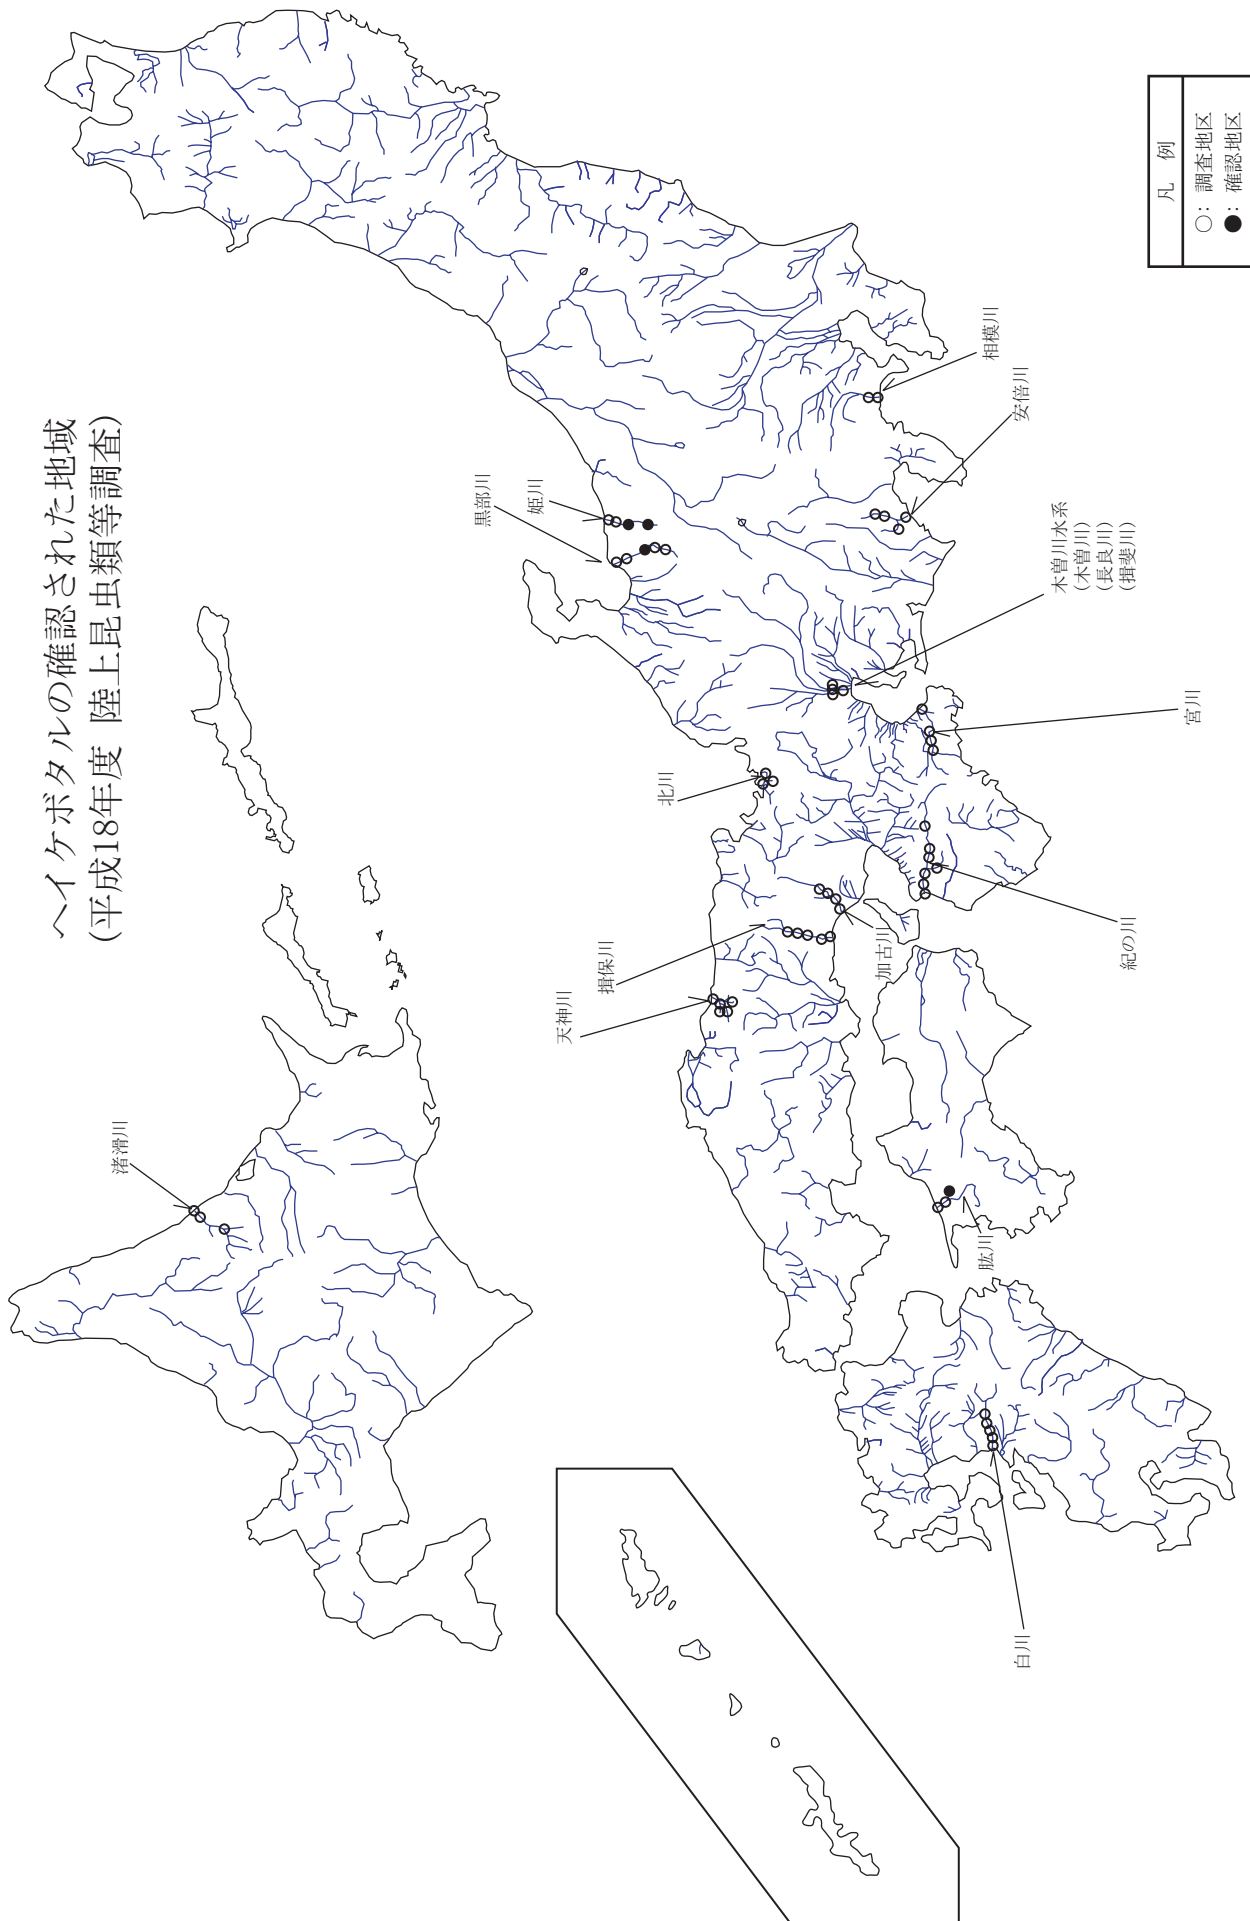 ヘイケボタルの確認された地域
(平成18年度 陸上昆虫類等調査)
渚滑川
黒部川
姫川
相模川
安倍川
木曽川水系
(木曽川)
(長良川)
(揖斐川)
宮川
北川
紀の川
加古川
揖保川
天神川
肱川
白川
凡 例
○: 調査地区
●: 確認地区